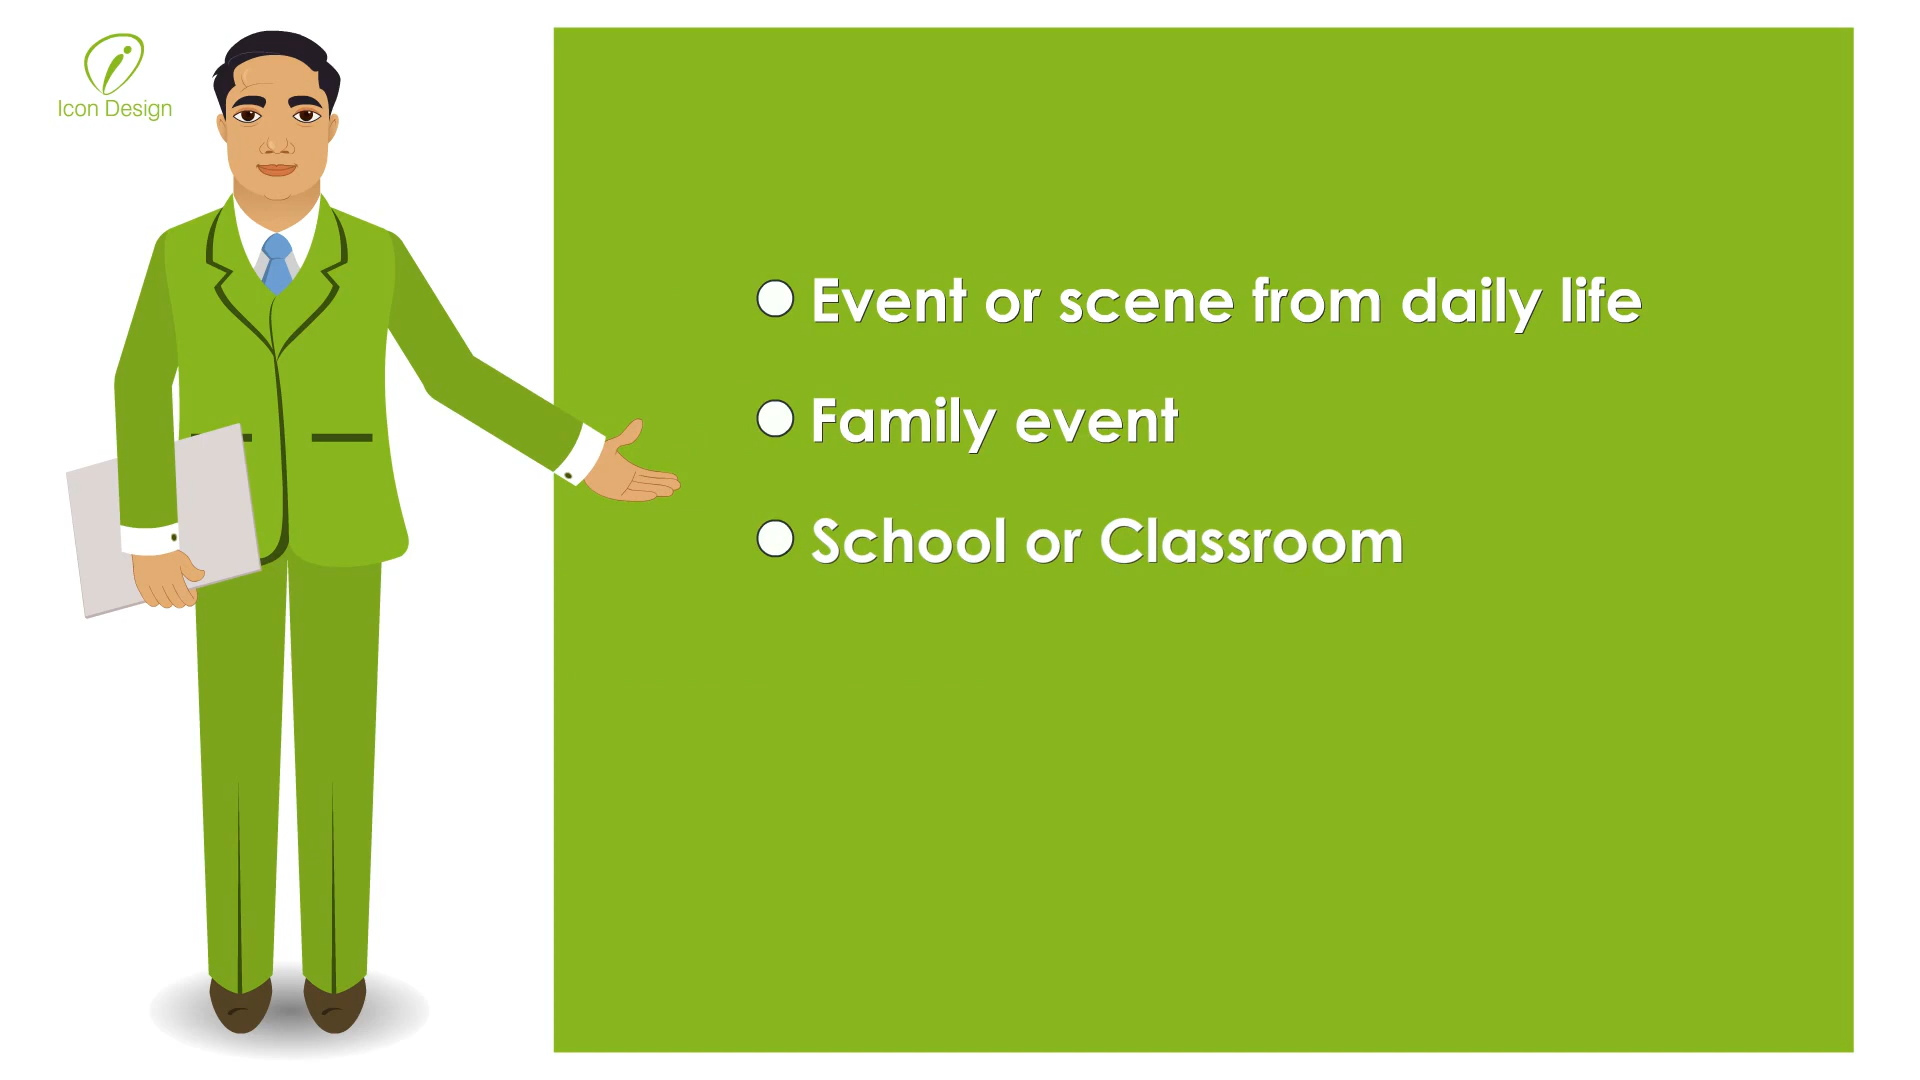 Icon Design
Event or scene from daily life
Family event
School or Classroom